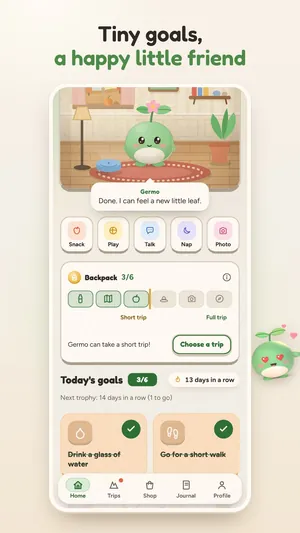 Tiny goals,
a happy little friend
Germo
Done. I can feel a new little leaf.
Snack Play Talk Nap Photo
Backpack 3/6
Short trip Full trip
Germo can take a short trip!
Choose a trip
Today's goals 3/6 13 days in a row
Next trophy: 14 days in a row (1 to go)
Drink a glass of Go for a short walk
water
Home Trips Shop Journal Profile